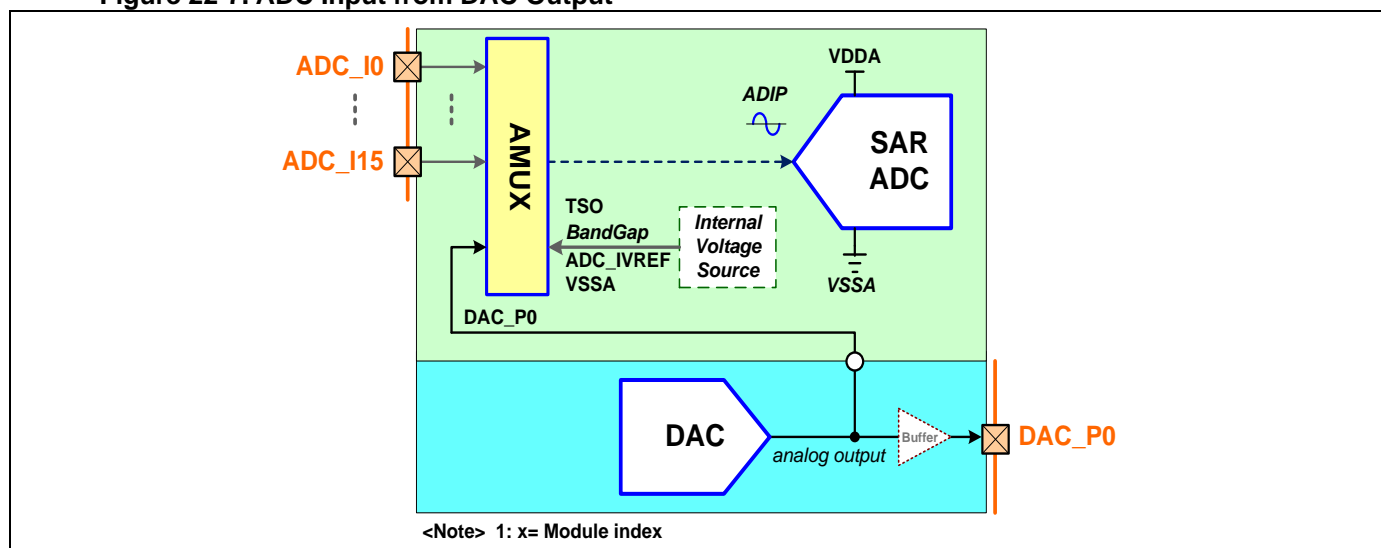 Figure 22-7. ADC Input from DAC Output
ADC_I0
ADC_I15
AMUX
ADIP
VDDA
SAR
ADC
VSSA
TSO
BandGap
ADC_IVREF
VSSA
Internal
Voltage
Source
DAC_P0
DAC
analog output
Buffer
DAC_P0
<Note> 1: x= Module index